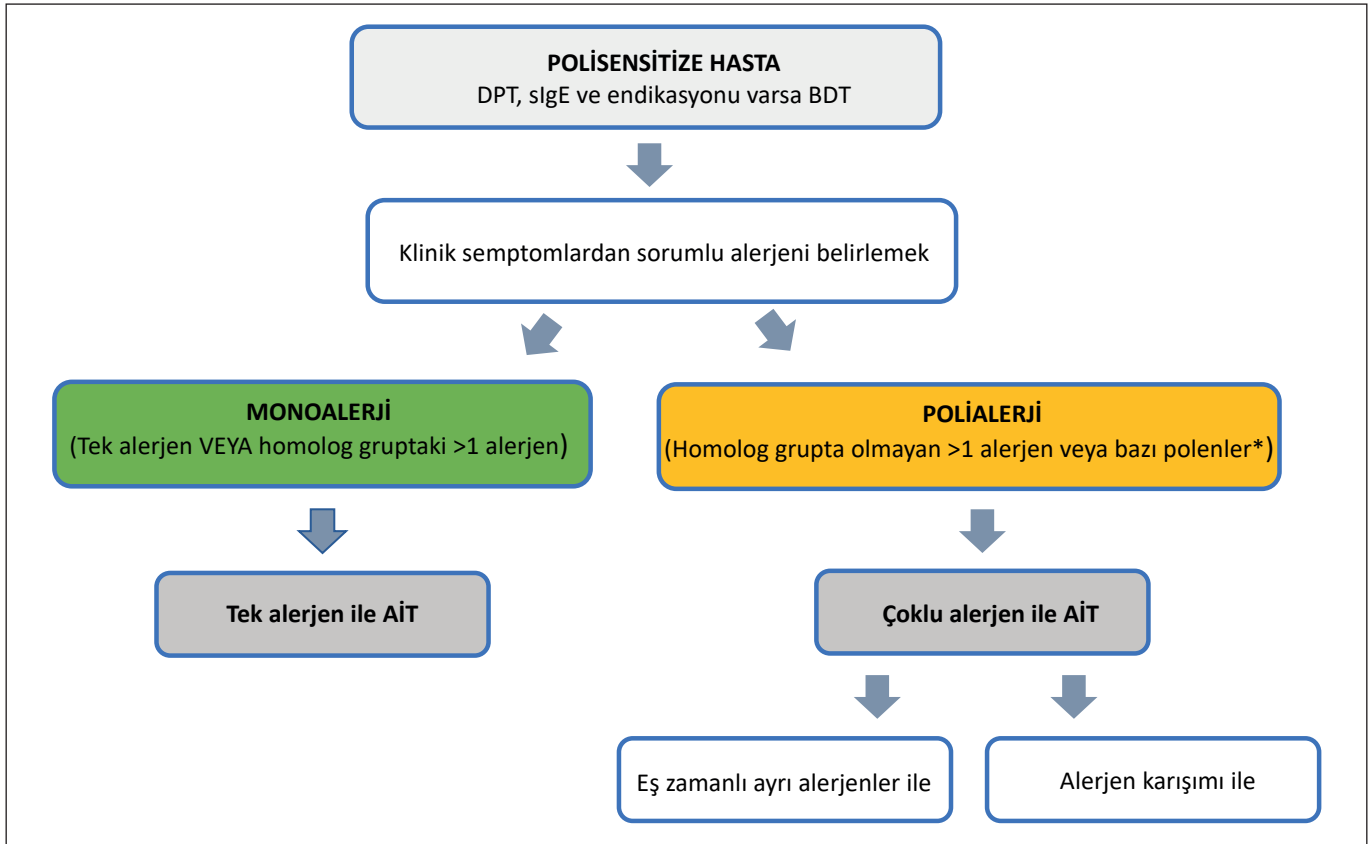 POLİSENSİTİZE HASTA
DPT, sIgE ve endikasyonu varsa BDT
Klinik semptomlardan sorumlu alerjeni belirlemek
MONOALERJİ
(Tek alerjen VEYA homolog gruptaki >1 alerjen)
POLİALERJİ
(Homolog grupta olmayan >1 alerjen veya bazı polenler*)
Tek alerjen ile AİT
Çoklu alerjen ile AİT
Eş zamanlı ayrı alerjenler ile
Alerjen karışımı ile